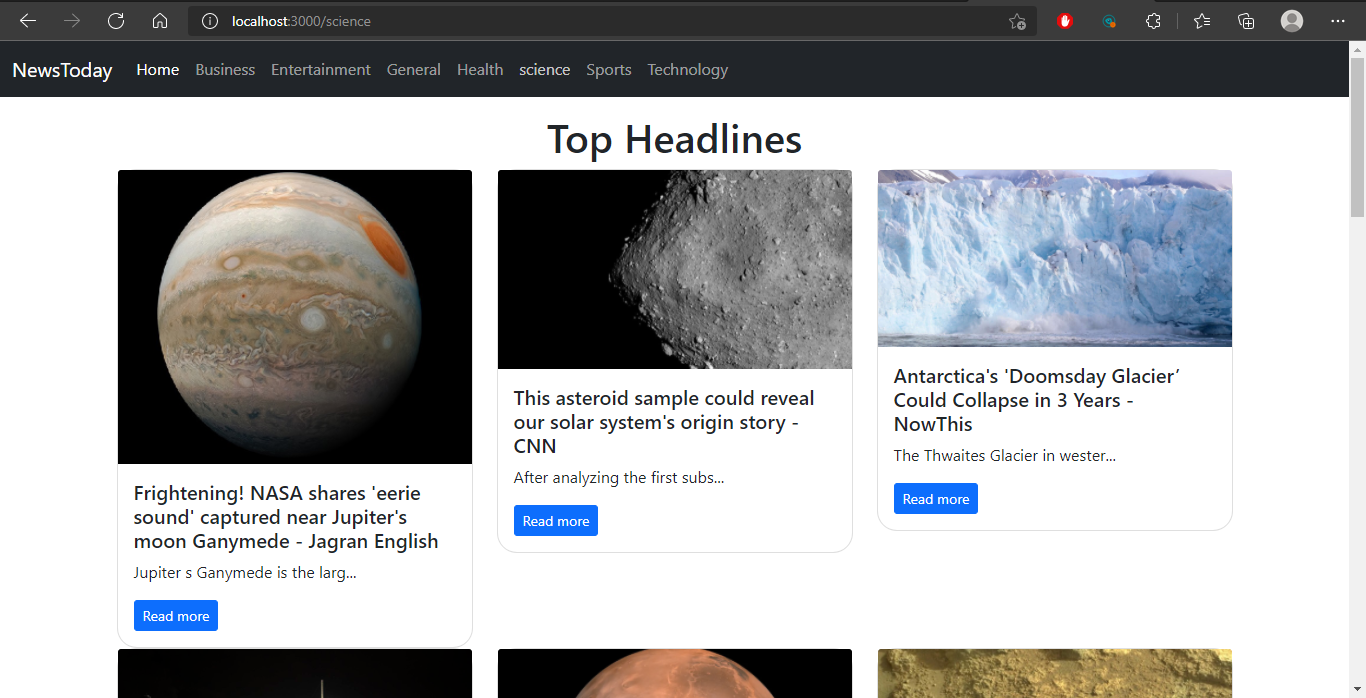 localhost:3000/science
NewsToday Home Business Entertainment General Health science Sports Technology
Top Headlines
Frightening! NASA shares 'eerie
sound' captured near Jupiter's
moon Ganymede - Jagran English
Jupiter s Ganymede is the larg...
Read more
This asteroid sample could reveal
our solar system's origin story -
CNN
After analyzing the first subs...
Read more
Antarctica's 'Doomsday Glacier’
Could Collapse in 3 Years -
NowThis
The Thwaites Glacier in wester...
Read more